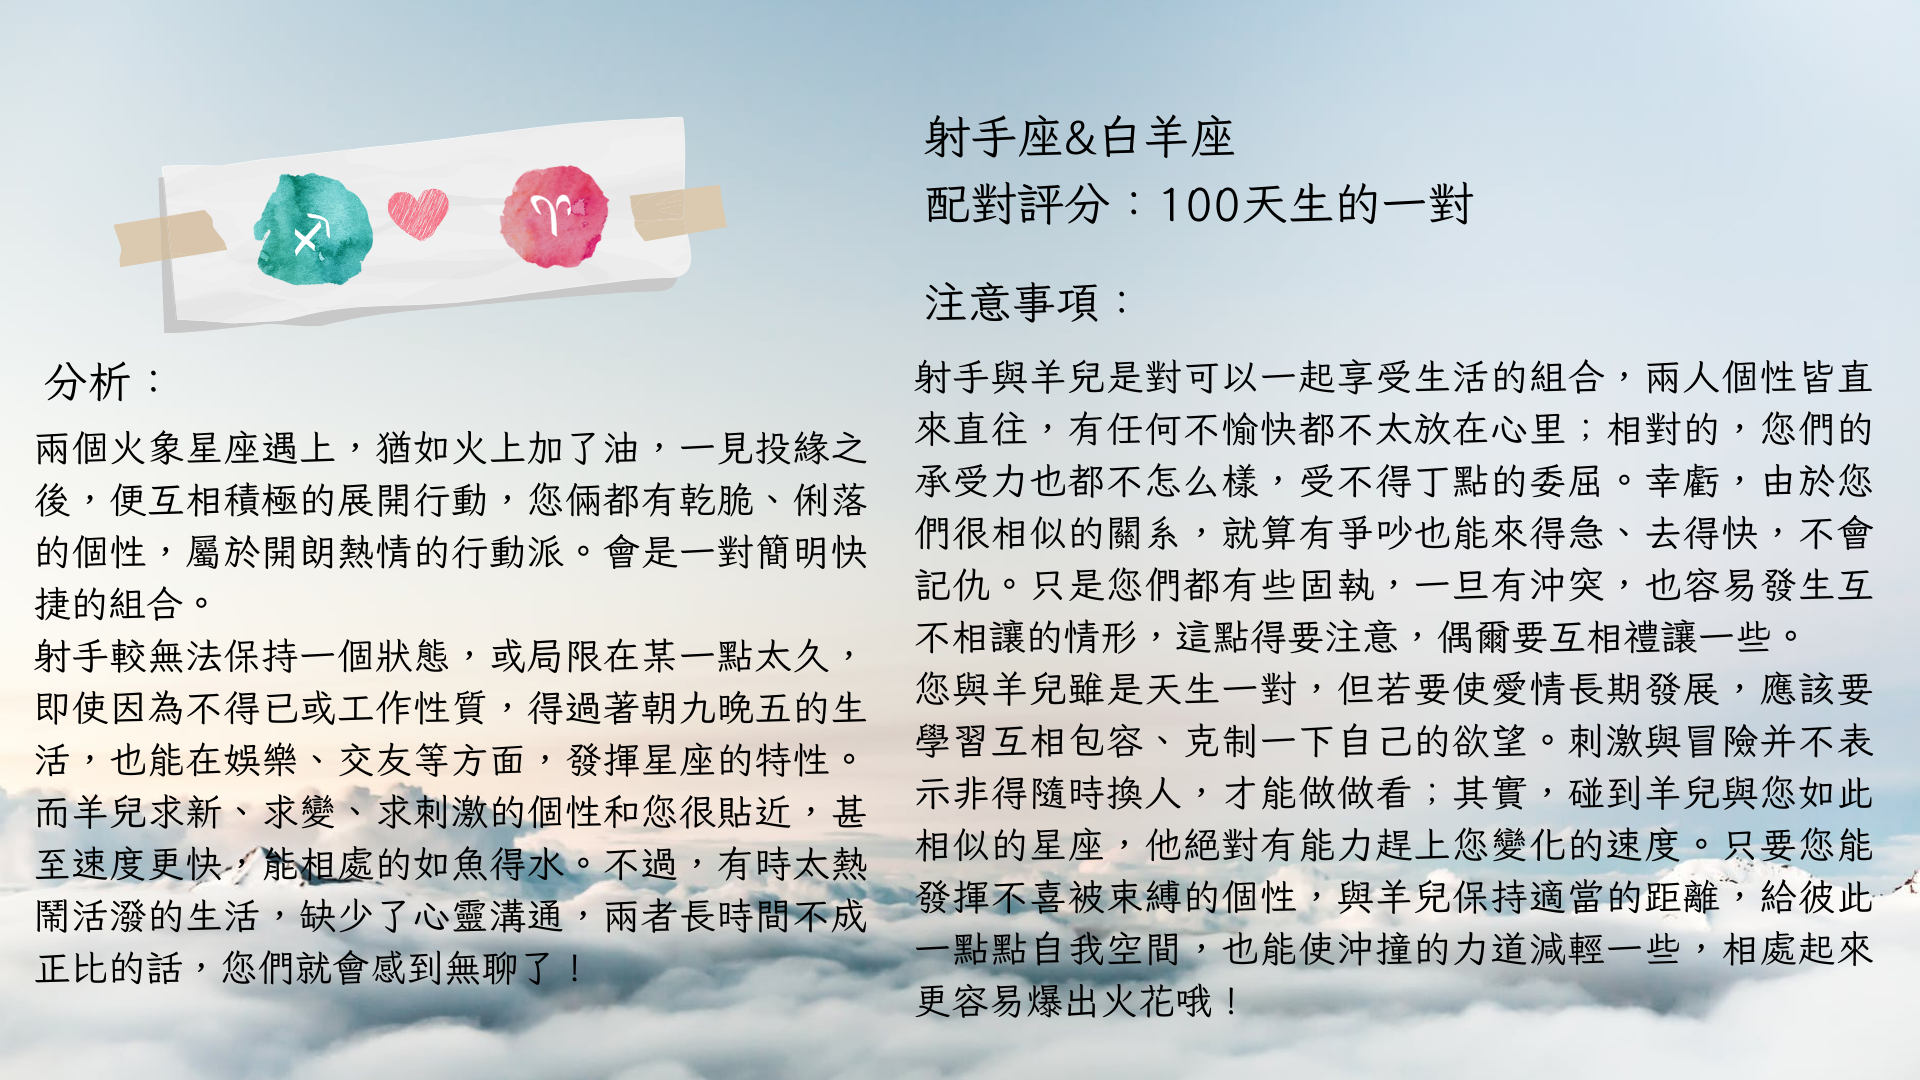 射手座&白羊座
配對評分：100天生的一對
分析：
兩個火象星座遇上，猶如火上加了油，一見投緣之
後，便互相積極的展開行動，您倆都有乾脆、俐落
的個性，屬於開朗熱情的行動派。會是一對簡明快
捷的組合。
射手較無法保持一個狀態，或局限在某一點太久，
即使因為不得已或工作性質，得過著朝九晚五的生
活，也能在娛樂、交友等方面，發揮星座的特性。
而羊兒求新、求變、求刺激的個性和您很貼近，甚
至速度更快，能相處的如魚得水。不過，有時太熱
鬧活潑的生活，缺少了心靈溝通，兩者長時間不成
正比的話，您們就會感到無聊了！
注意事項：
射手與羊兒是對可以一起享受生活的組合，兩人個性皆直
來直往，有任何不愉快都不太放在心里；相對的，您們的
承受力也都不怎么樣，受不得丁點的委屈。幸虧，由於您
們很相似的關系，就算有爭吵也能來得急、去得快，不會
記仇。只是您們都有些固執，一旦有沖突，也容易發生互
不相讓的情形，這點得要注意，偶爾要互相禮讓一些。
您與羊兒雖是天生一對，但若要使愛情長期發展，應該要
學習互相包容、克制一下自己的欲望。刺激與冒險并不表
示非得隨時換人，才能做做看；其實，碰到羊兒與您如此
相似的星座，他絕對有能力趕上您變化的速度。只要您能
發揮不喜被束縛的個性，與羊兒保持適當的距離，給彼此
一點點自我空間，也能使沖撞的力道減輕一些，相處起來
更容易爆出火花哦！